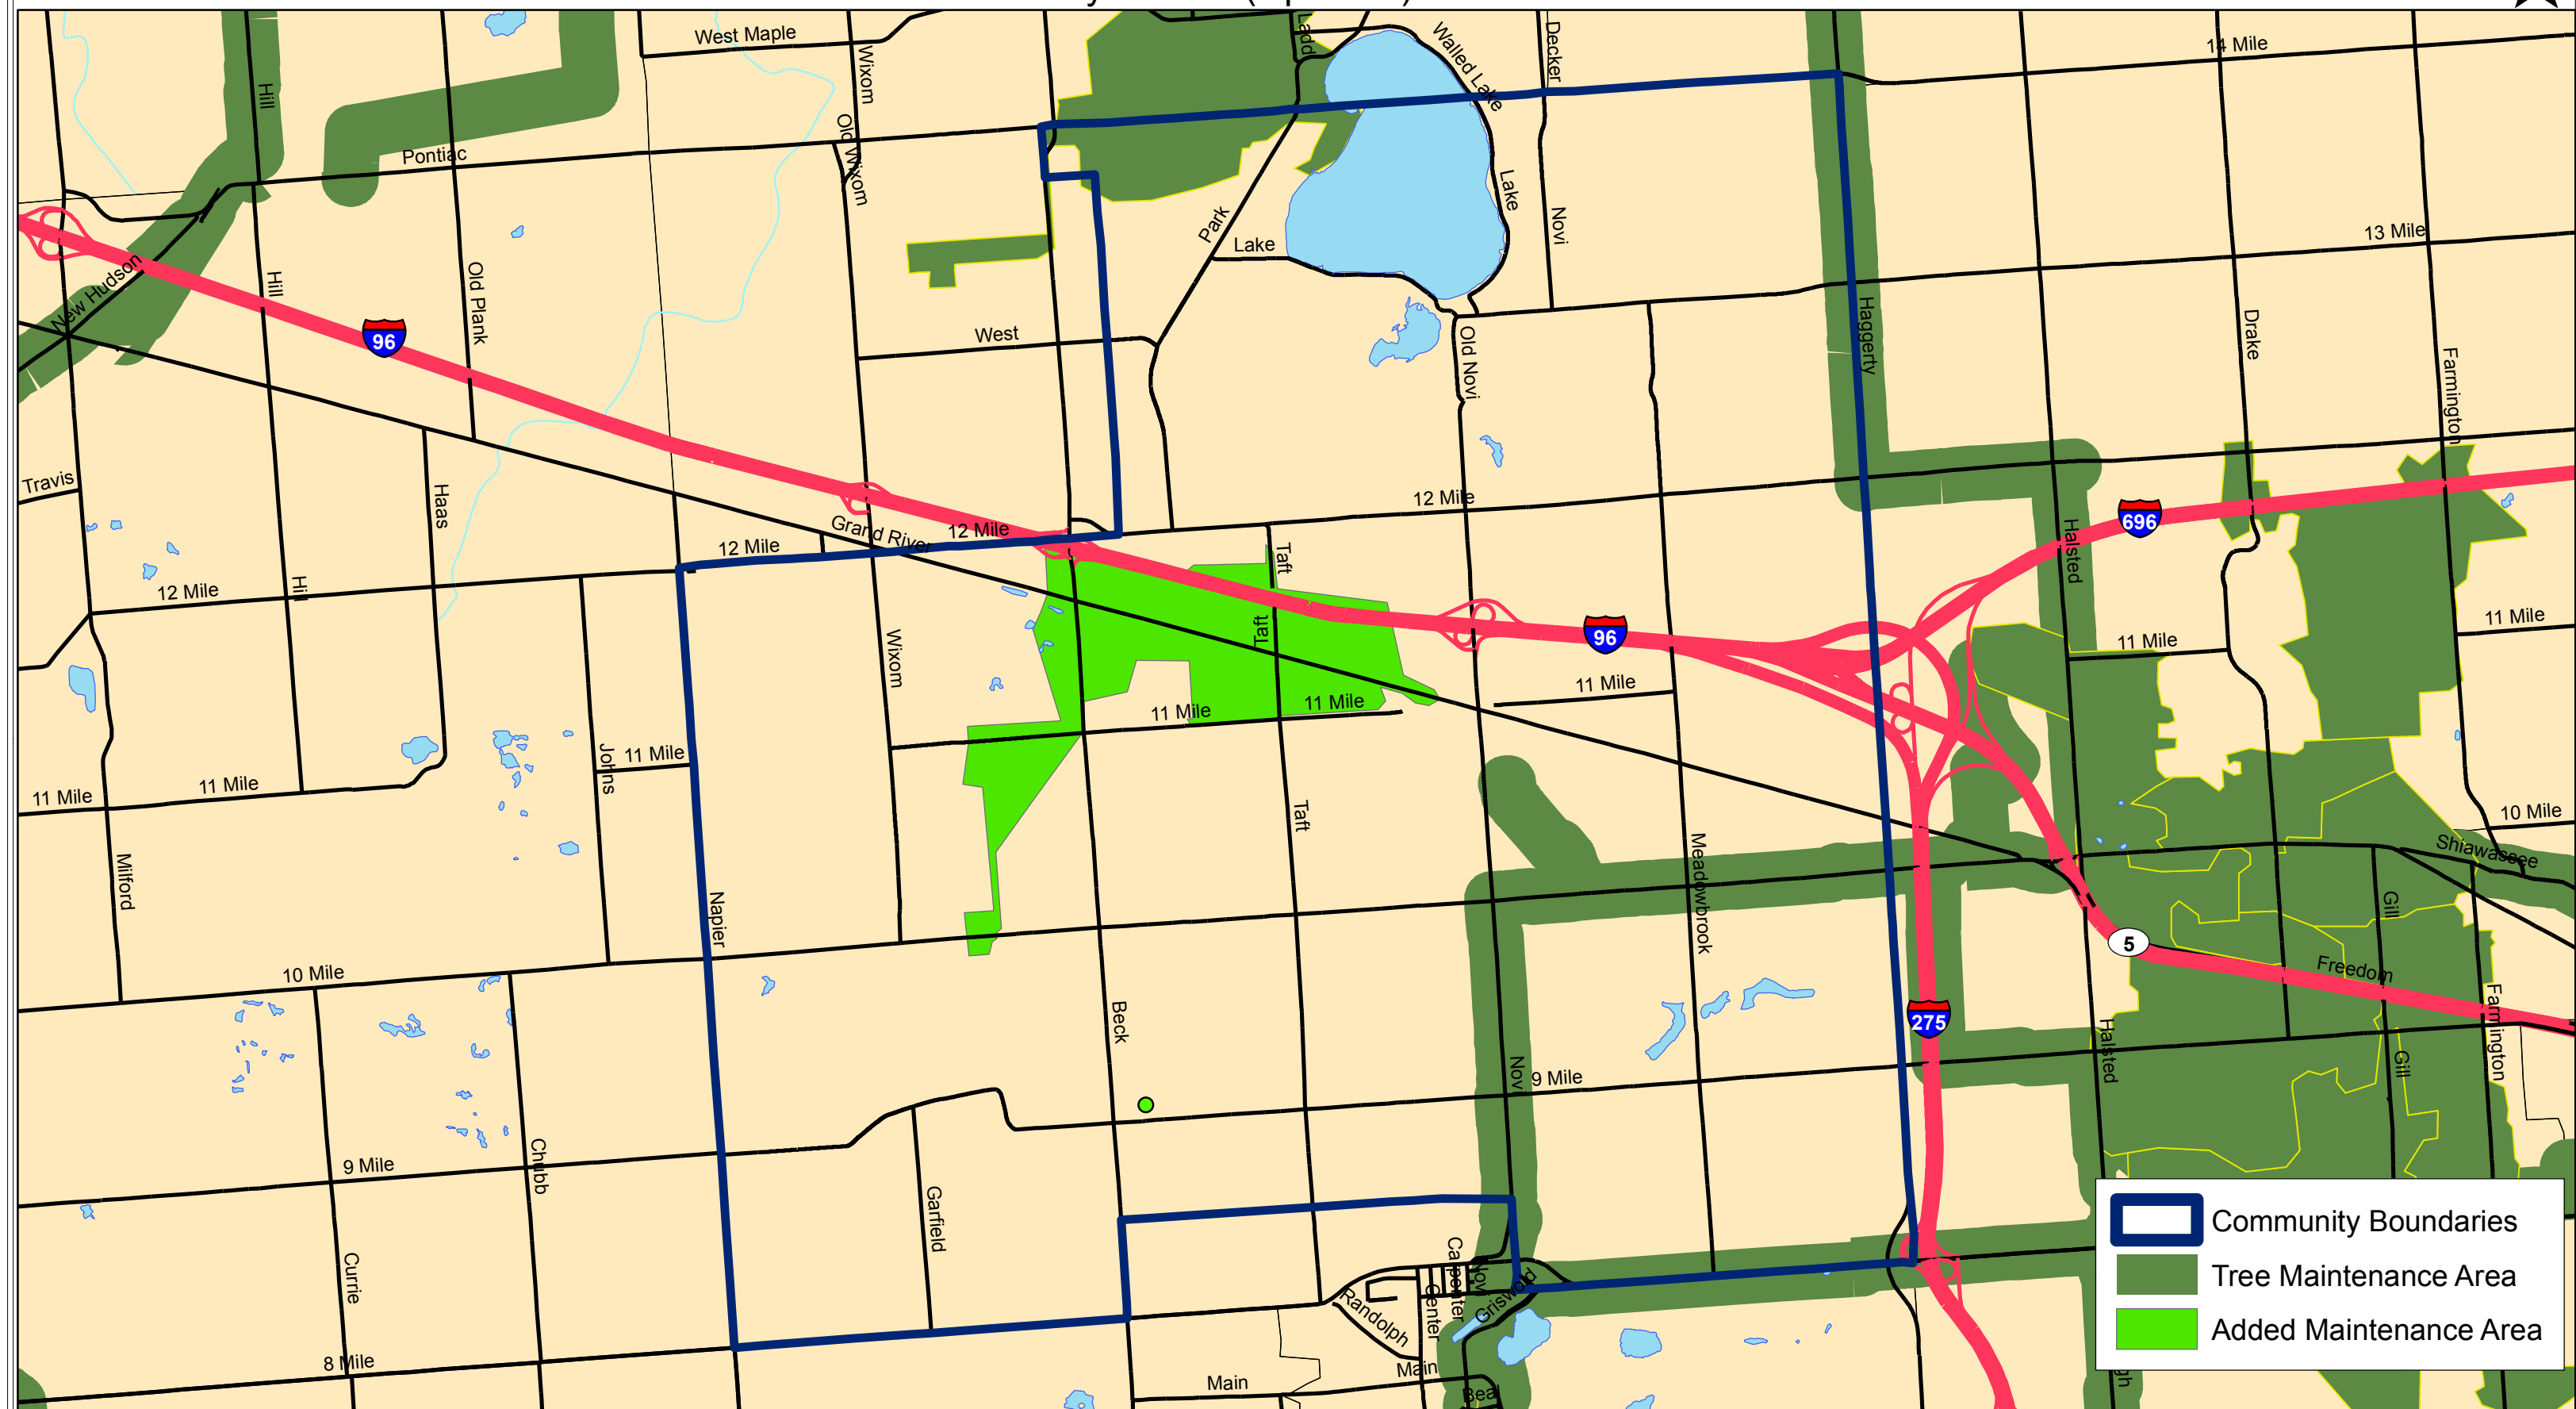 West Maple
Wixom
Ladd
Walled Lake
Decker
14 Mile
Hill
Old Wixom
Pontiac
Lake
Park
Lake
Novi
13 Mile
New Hudson
Hill
Old Plank
96
West
Old Novi
Haggerty
Drake
Farmington
Travis
Haas
Grand River
12 Mile
12 Mile
12 Mile
696
Halsted
Taft
12 Mile
Hill
Taft
96
11 Mile
11 Mile
Wixom
11 Mile
11 Mile
11 Mile
Johns
11 Mile
11 Mile
11 Mile
Taft
10 Mile
Milford
Napier
Meadowbrook
Shiawassee
Gill
5
Freedom
10 Mile
Beck
275
Farmington
Halsted
Gill
Novi
9 Mile
9 Mile
Chubb
Garfield
Currie
Carpenter
Novi
Center
Griswold
Randolph
8 Mile
Main
Main
Beal
Community Boundaries
Tree Maintenance Area
Added Maintenance Area